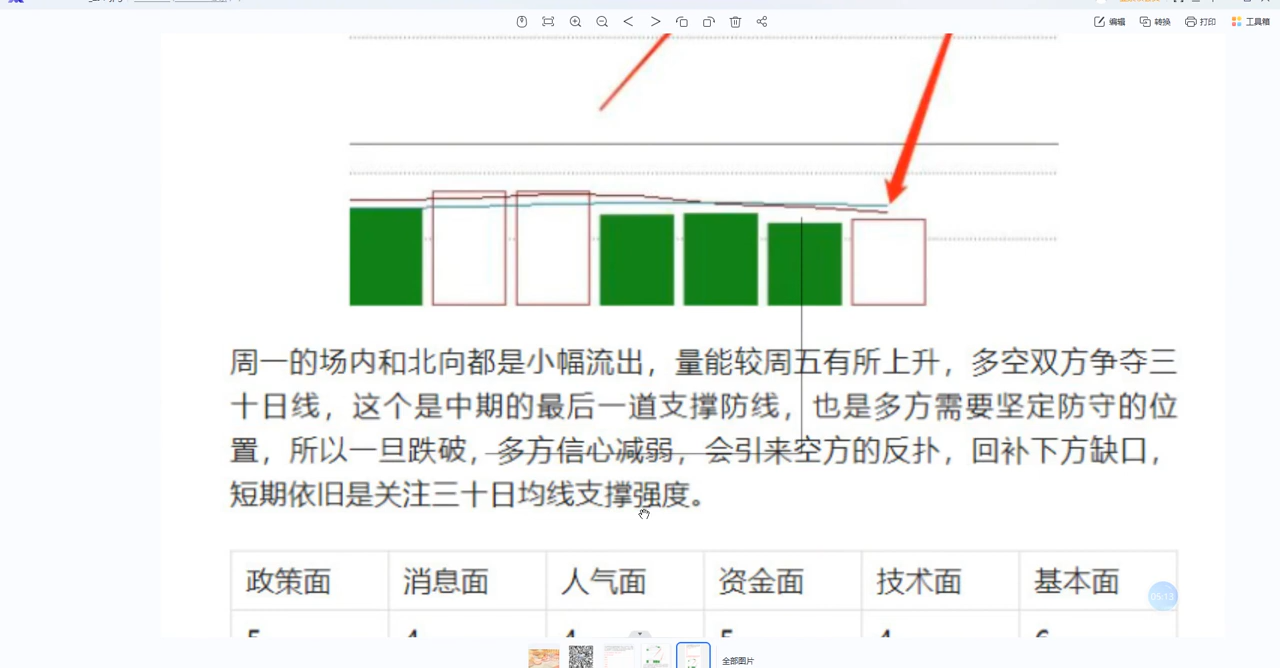 编辑
转换
打印
工具箱
周一的场内和北向都是小幅流出，量能较周五有所上升，多空双方争夺三
十日线，这个是中期的最后一道支撑防线，也是多方需要坚定防守的位
置，所以一旦跌破，多方信心减弱，会引来空方的反扑，回补下方缺口，
短期依旧是关注三十日均线支撑强度。
政策面 消息面 人气面 资金面 技术面 基本面
05:13
全部图片